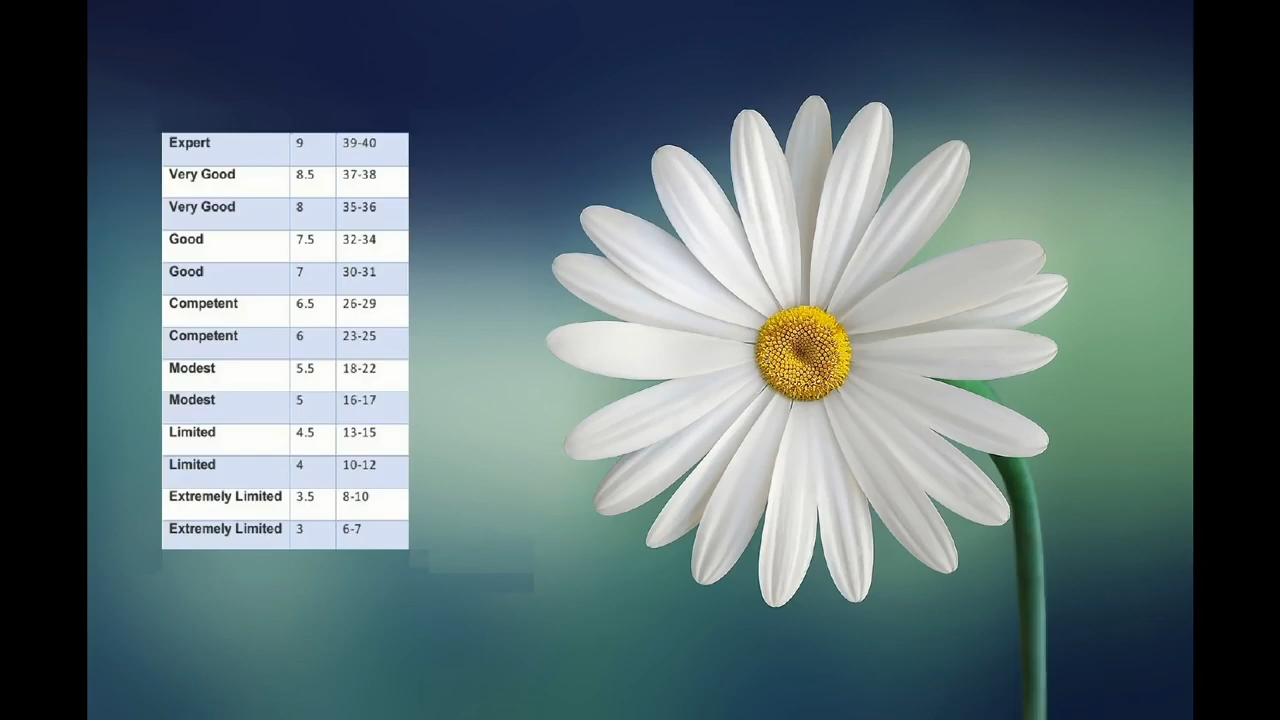 Expert 9 39-40
Very Good 8.5 37-38
Very Good 8 35-36
Good 7.5 32-34
Good 7 30-31
Competent 6.5 26-29
Competent 6 23-25
Modest 5.5 18-22
Modest 5 16-17
Limited 4.5 13-15
Limited 4 10-12
Extremely Limited 3.5 8-10
Extremely Limited 3 6-7